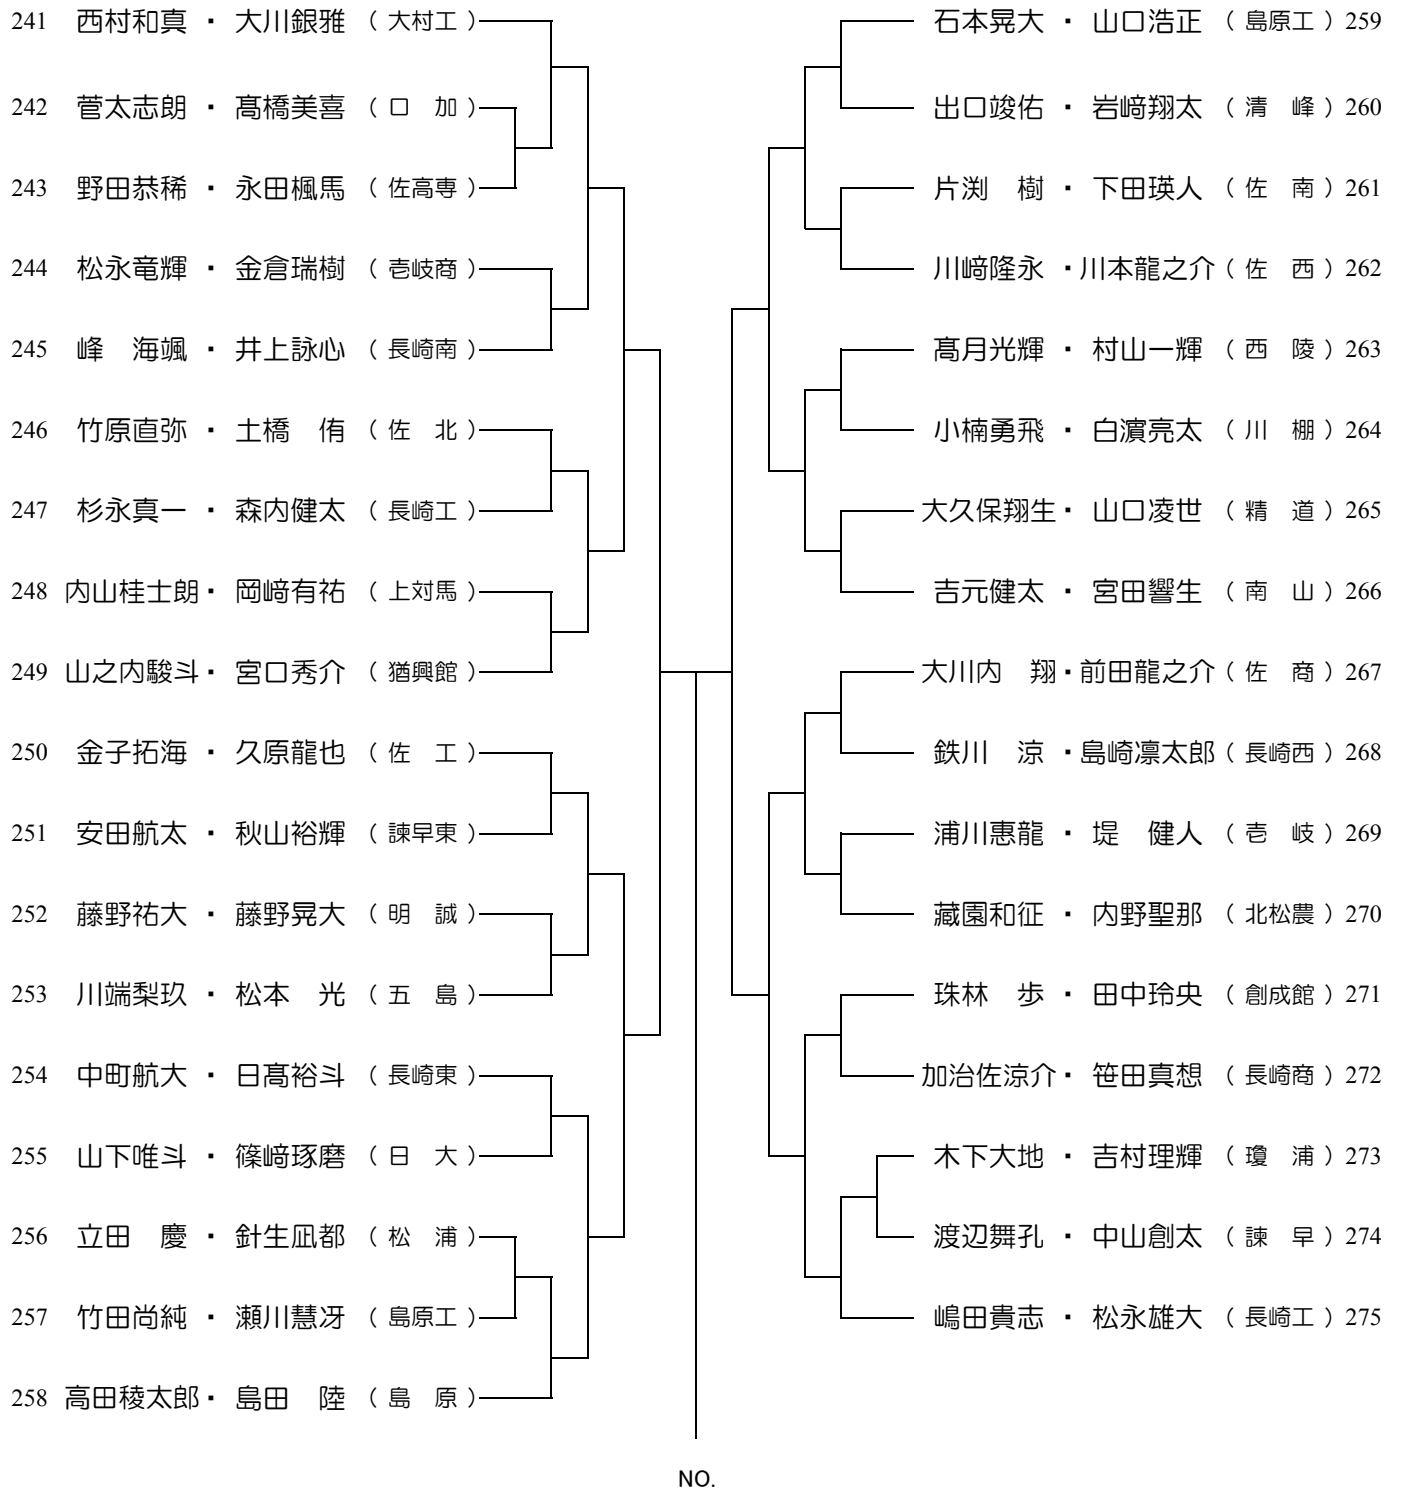 241 西村和真 ・ 大川銀雅 （ 大村工 ）
242 菅太志朗 ・ 髙橋美喜 （ 口　加 ）
243 野田恭稀 ・ 永田楓馬 （ 佐高専 ）
244 松永竜輝 ・ 金倉瑞樹 （ 壱岐商 ）
245 峰　海颯 ・ 井上詠心 （ 長崎南 ）
246 竹原直弥 ・ 土橋　侑 （ 佐　北 ）
247 杉永真一 ・ 森内健太 （ 長崎工 ）
248 内山桂士朗・ 岡﨑有祐 （ 上対馬 ）
249 山之内駿斗・ 宮口秀介 （ 猶興館 ）
250 金子拓海 ・ 久原龍也 （ 佐　工 ）
251 安田航太 ・ 秋山裕輝 （ 諫早東 ）
252 藤野祐大 ・ 藤野晃大 （ 明　誠 ）
253 川端梨玖 ・ 松本　光 （ 五　島 ）
254 中町航大 ・ 日髙裕斗 （ 長崎東 ）
255 山下唯斗 ・ 篠﨑琢磨 （ 日　大 ）
256 立田　慶 ・ 針生凪都 （ 松　浦 ）
257 竹田尚純 ・ 瀬川慧冴 （ 島原工 ）
258 高田稜太郎・ 島田　陸 （ 島　原 ）
石本晃大 ・ 山口浩正 （ 島原工 ）259
出口竣佑 ・ 岩﨑翔太 （ 清　峰 ）260
片渕　樹 ・ 下田瑛人 （ 佐　南 ）261
川﨑隆永 ・川本龍之介（ 佐　西 ）262
髙月光輝 ・ 村山一輝 （ 西　陵 ）263
小楠勇飛 ・ 白濵亮太 （ 川　棚 ）264
大久保翔生・ 山口凌世 （ 精　道 ）265
吉元健太 ・ 宮田響生 （ 南　山 ）266
大川内　翔・前田龍之介（ 佐　商 ）267
鉄川　涼 ・島崎凛太郎（ 長崎西 ）268
浦川惠龍 ・ 堤　健人 （ 壱　岐 ）269
藏園和征 ・ 内野聖那 （ 北松農 ）270
珠林　歩 ・ 田中玲央 （ 創成館 ）271
加治佐涼介・ 笹田真想 （ 長崎商 ）272
木下大地 ・ 吉村理輝 （ 瓊　浦 ）273
渡辺舞孔 ・ 中山創太 （ 諫　早 ）274
嶋田貴志 ・ 松永雄大 （ 長崎工 ）275
NO.